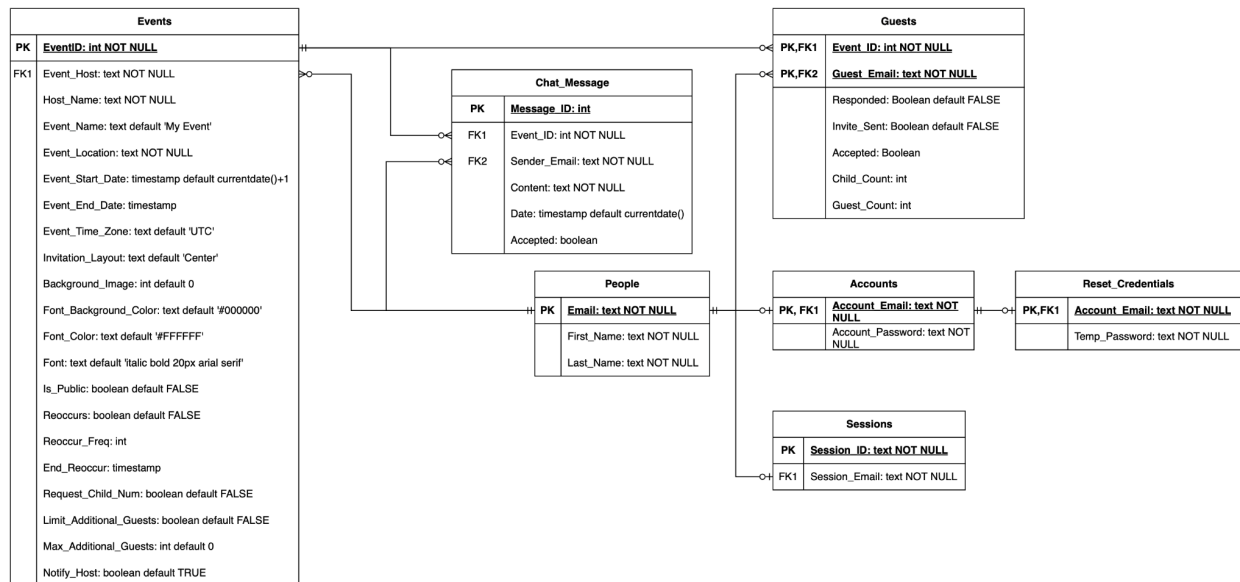 Events
PK EventID: int NOT NULL
FK1 Event_Host: text NOT NULL
Host_Name: text NOT NULL
Event_Name: text default 'My Event'
Event_Location: text NOT NULL
Event_Start_Date: timestamp default currentdate()+1
Event_End_Date: timestamp
Event_Time_Zone: text default 'UTC'
Invitation_Layout: text default 'Center'
Background_Image: int default 0
Font_Background_Color: text default '#000000'
Font_Color: text default '#FFFFFF'
Font: text default 'italic bold 20px arial serif'
Is_Public: boolean default FALSE
Reoccurs: boolean default FALSE
Reoccur_Freq: int
End_Reoccur: timestamp
Request_Child_Num: boolean default FALSE
Limit_Additional_Guests: boolean default FALSE
Max_Additional_Guests: int default 0
Notify_Host: boolean default TRUE
Chat_Message
PK Message_ID: int
FK1 Event_ID: int NOT NULL
FK2 Sender_Email: text NOT NULL
Content: text NOT NULL
Date: timestamp default currentdate()
Accepted: boolean
People
PK Email: text NOT NULL
First_Name: text NOT NULL
Last_Name: text NOT NULL
Guests
PK,FK1 Event_ID: int NOT NULL
PK,FK2 Guest_Email: text NOT NULL
Responded: Boolean default FALSE
Invite_Sent: Boolean default FALSE
Accepted: Boolean
Child_Count: int
Guest_Count: int
Accounts
PK, FK1 Account_Email: text NOT
NULL
Account_Password: text NOT
NULL
Reset_Credentials
PK,FK1 Account_Email: text NOT NULL
Temp_Password: text NOT NULL
Sessions
PK Session_ID: text NOT NULL
FK1 Session_Email: text NOT NULL